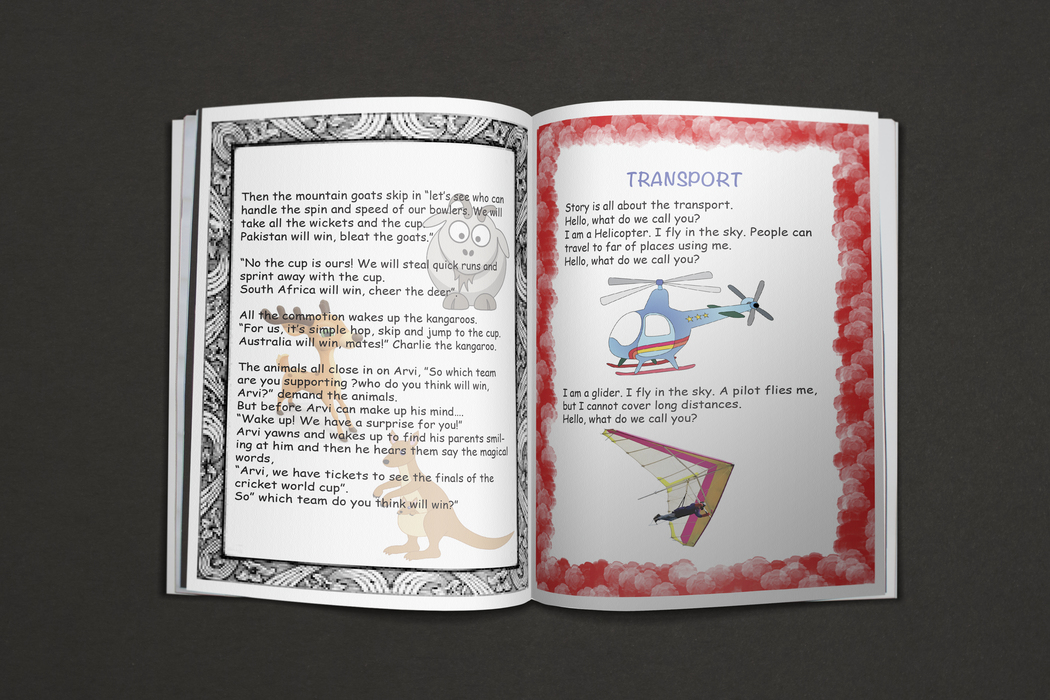 Then the mountain goats skip in “let’s see who can
handle the spin and speed of our bowlers. We will
take all the wickets and the cup.
Pakistan will win, bleat the goats.”
“No the cup is ours! We will steal quick runs and
sprint away with the cup.
South Africa will win, cheer the deer”
All the commotion wakes up the kangaroos.
“For us, it’s simple hop, skip and jump to the cup.
Australia will win, mates!” Charlie the kangaroo.
The animals all close in on Arvi, “So which team
are you supporting ?who do you think will win,
Arvi?” demand the animals.
But before Arvi can make up his mind....
“Wake up! We have a surprise for you!”
Arvi yawns and wakes up to find his parents smil-
ing at him and then he hears them say the magical
words,
“Arvi, we have tickets to see the finals of the
cricket world cup”.
So” which team do you think will win?”
TRANSPORT
Story is all about the transport.
Hello, what do we call you?
I am a Helicopter. I fly in the sky. People can
travel to far of places using me.
Hello, what do we call you?
I am a glider. I fly in the sky. A pilot flies me,
but I cannot cover long distances.
Hello, what do we call you?